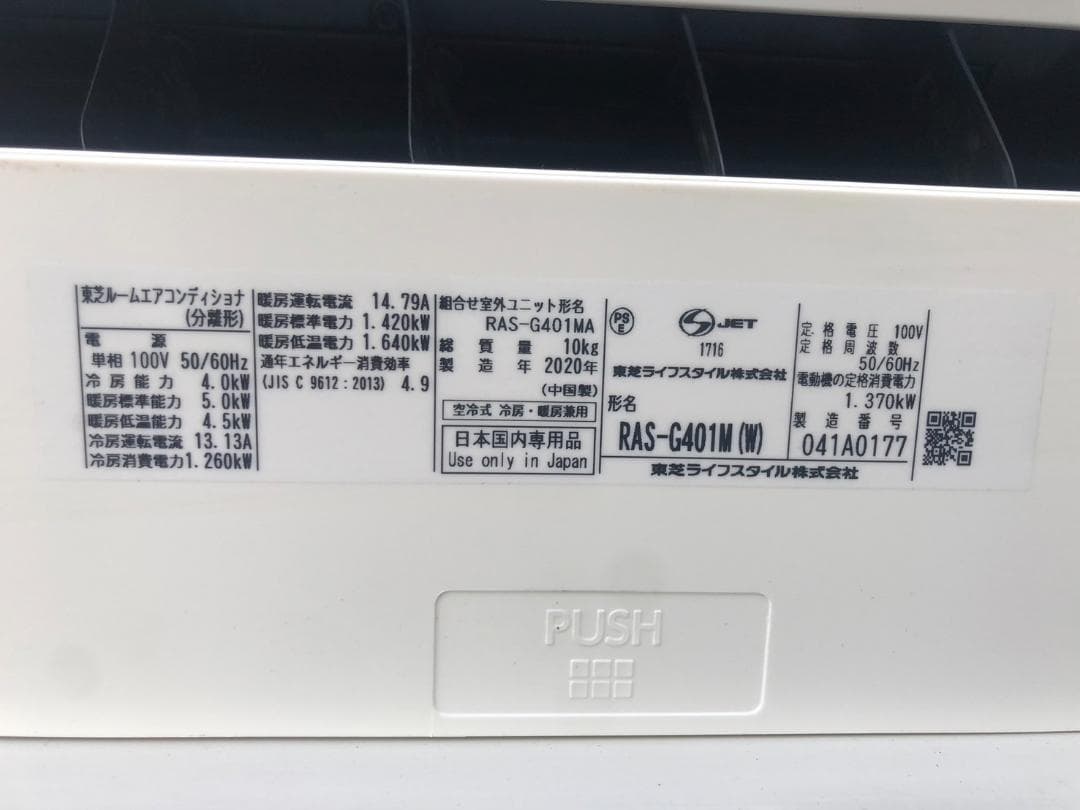 東芝ルームエアコンディショナ
(分離形)
電源
単相 100V 50/60Hz
冷房能力 4.0kW
暖房標準能力 5.0kW
暖房低温能力 4.5kW
冷房運転電流 13.13A
冷房消費電力 1.260kW
暖房運転電流 14.79A
暖房標準電力 1.420kW
暖房低温電力 1.640kW
通年エネルギー消費効率
(JIS C 9612:2013) 4.9
組合せ室外ユニット形名
RAS-G401MA
総質量 10kg
製造年 2020年
(中国製)
空冷式 冷房・暖房兼用
日本国内専用品
Use only in Japan
PS
E
JET
1716
東芝ライフスタイル株式会社
形名
RAS-G401M(W)
定格電圧 100V
定格周波数
50/60Hz
電動機の定格消費電力
1.370kW
製造番号
041A0177
東芝ライフスタイル株式会社
PUSH